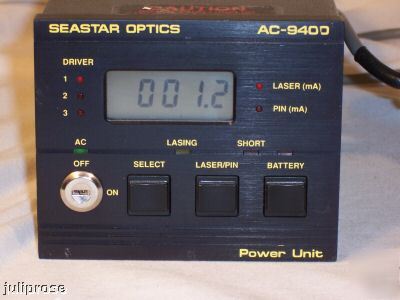 CAUTION
SEASTAR OPTICS AC-9400
DRIVER
1
2
3
001.2
LASER (mA)
PIN (mA)
AC LASING SHORT
OFF SELECT LASER/PIN BATTERY
ON
Power Unit
juliprose